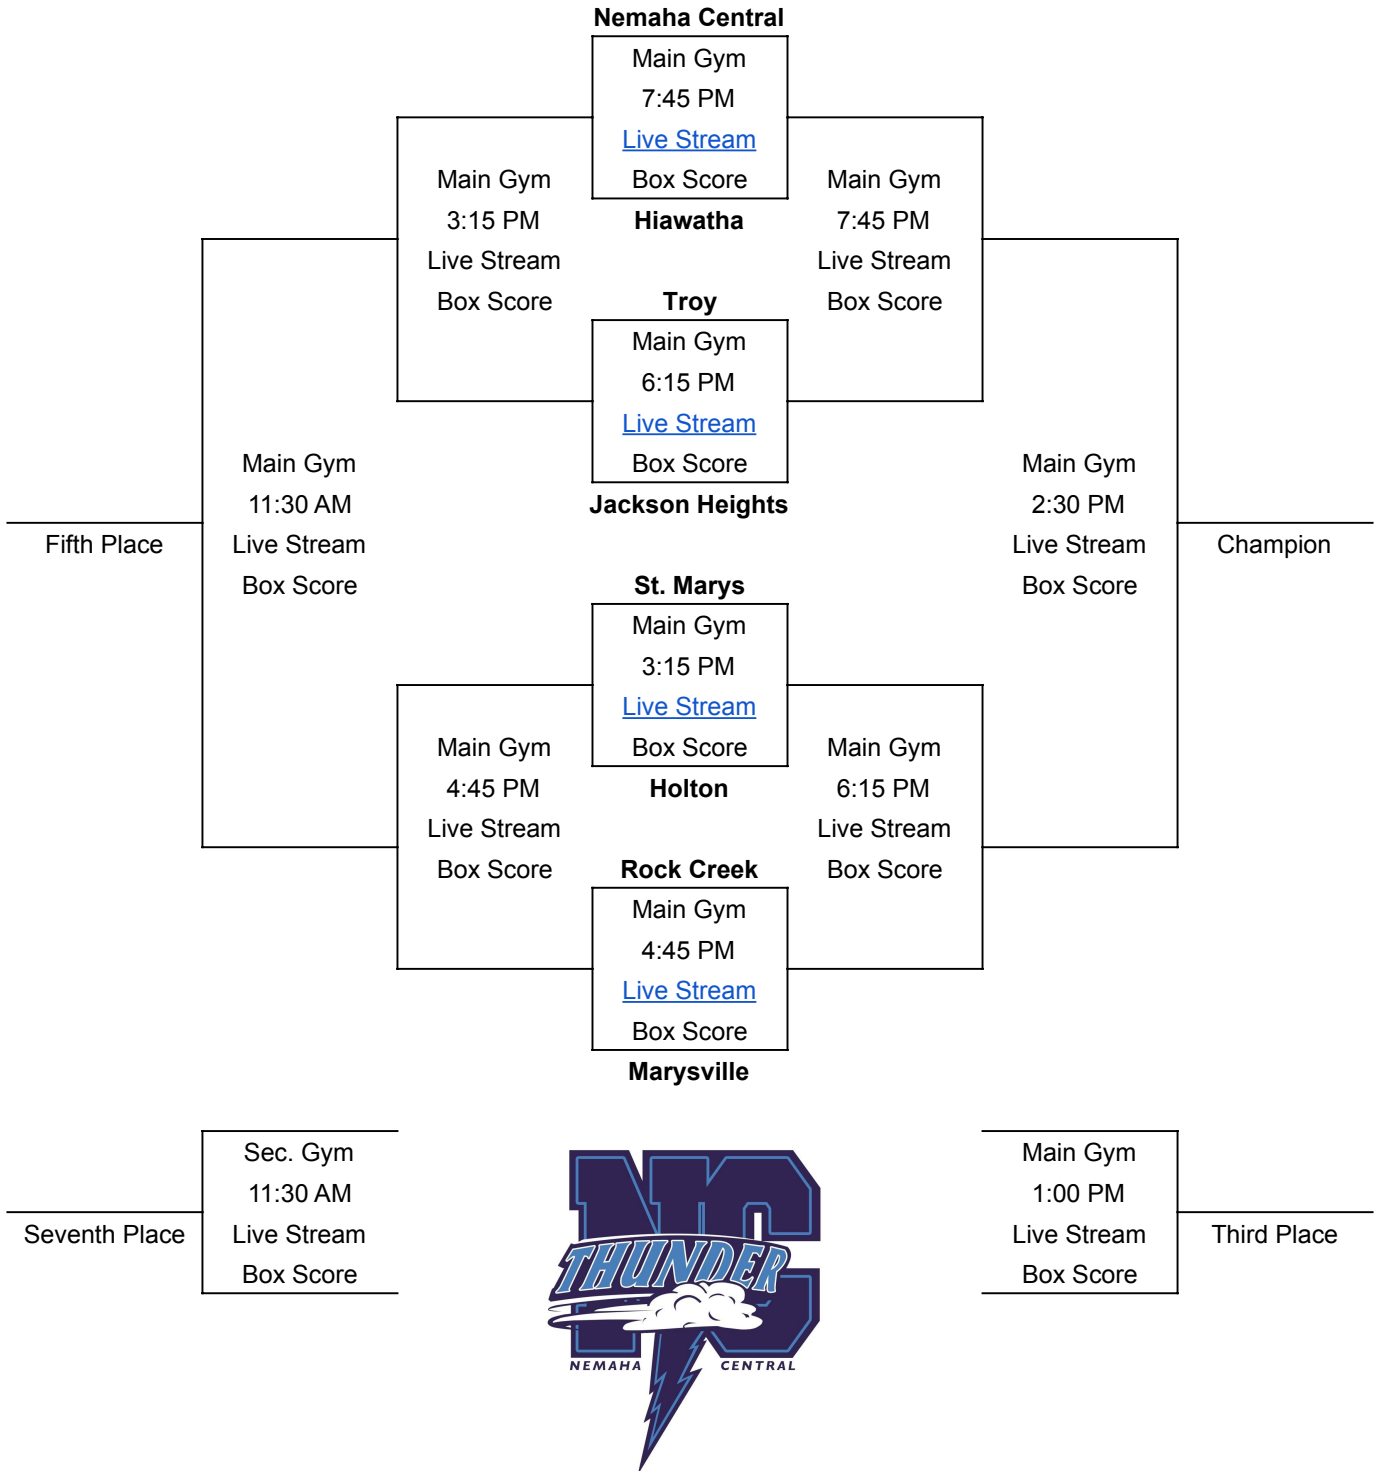 Nemaha Central
Main Gym
7:45 PM
Live Stream
Box Score
Hiawatha
Main Gym
3:15 PM
Live Stream
Box Score
Main Gym
7:45 PM
Live Stream
Box Score
Troy
Main Gym
6:15 PM
Live Stream
Box Score
Jackson Heights
Main Gym
11:30 AM
Live Stream
Box Score
Fifth Place
Main Gym
2:30 PM
Live Stream
Box Score
Champion
St. Marys
Main Gym
3:15 PM
Live Stream
Box Score
Holton
Main Gym
4:45 PM
Live Stream
Box Score
Main Gym
6:15 PM
Live Stream
Box Score
Rock Creek
Main Gym
4:45 PM
Live Stream
Box Score
Marysville
Sec. Gym
11:30 AM
Live Stream
Box Score
Seventh Place
Main Gym
1:00 PM
Live Stream
Box Score
Third Place
NC
THUNDER
NEMAHA CENTRAL